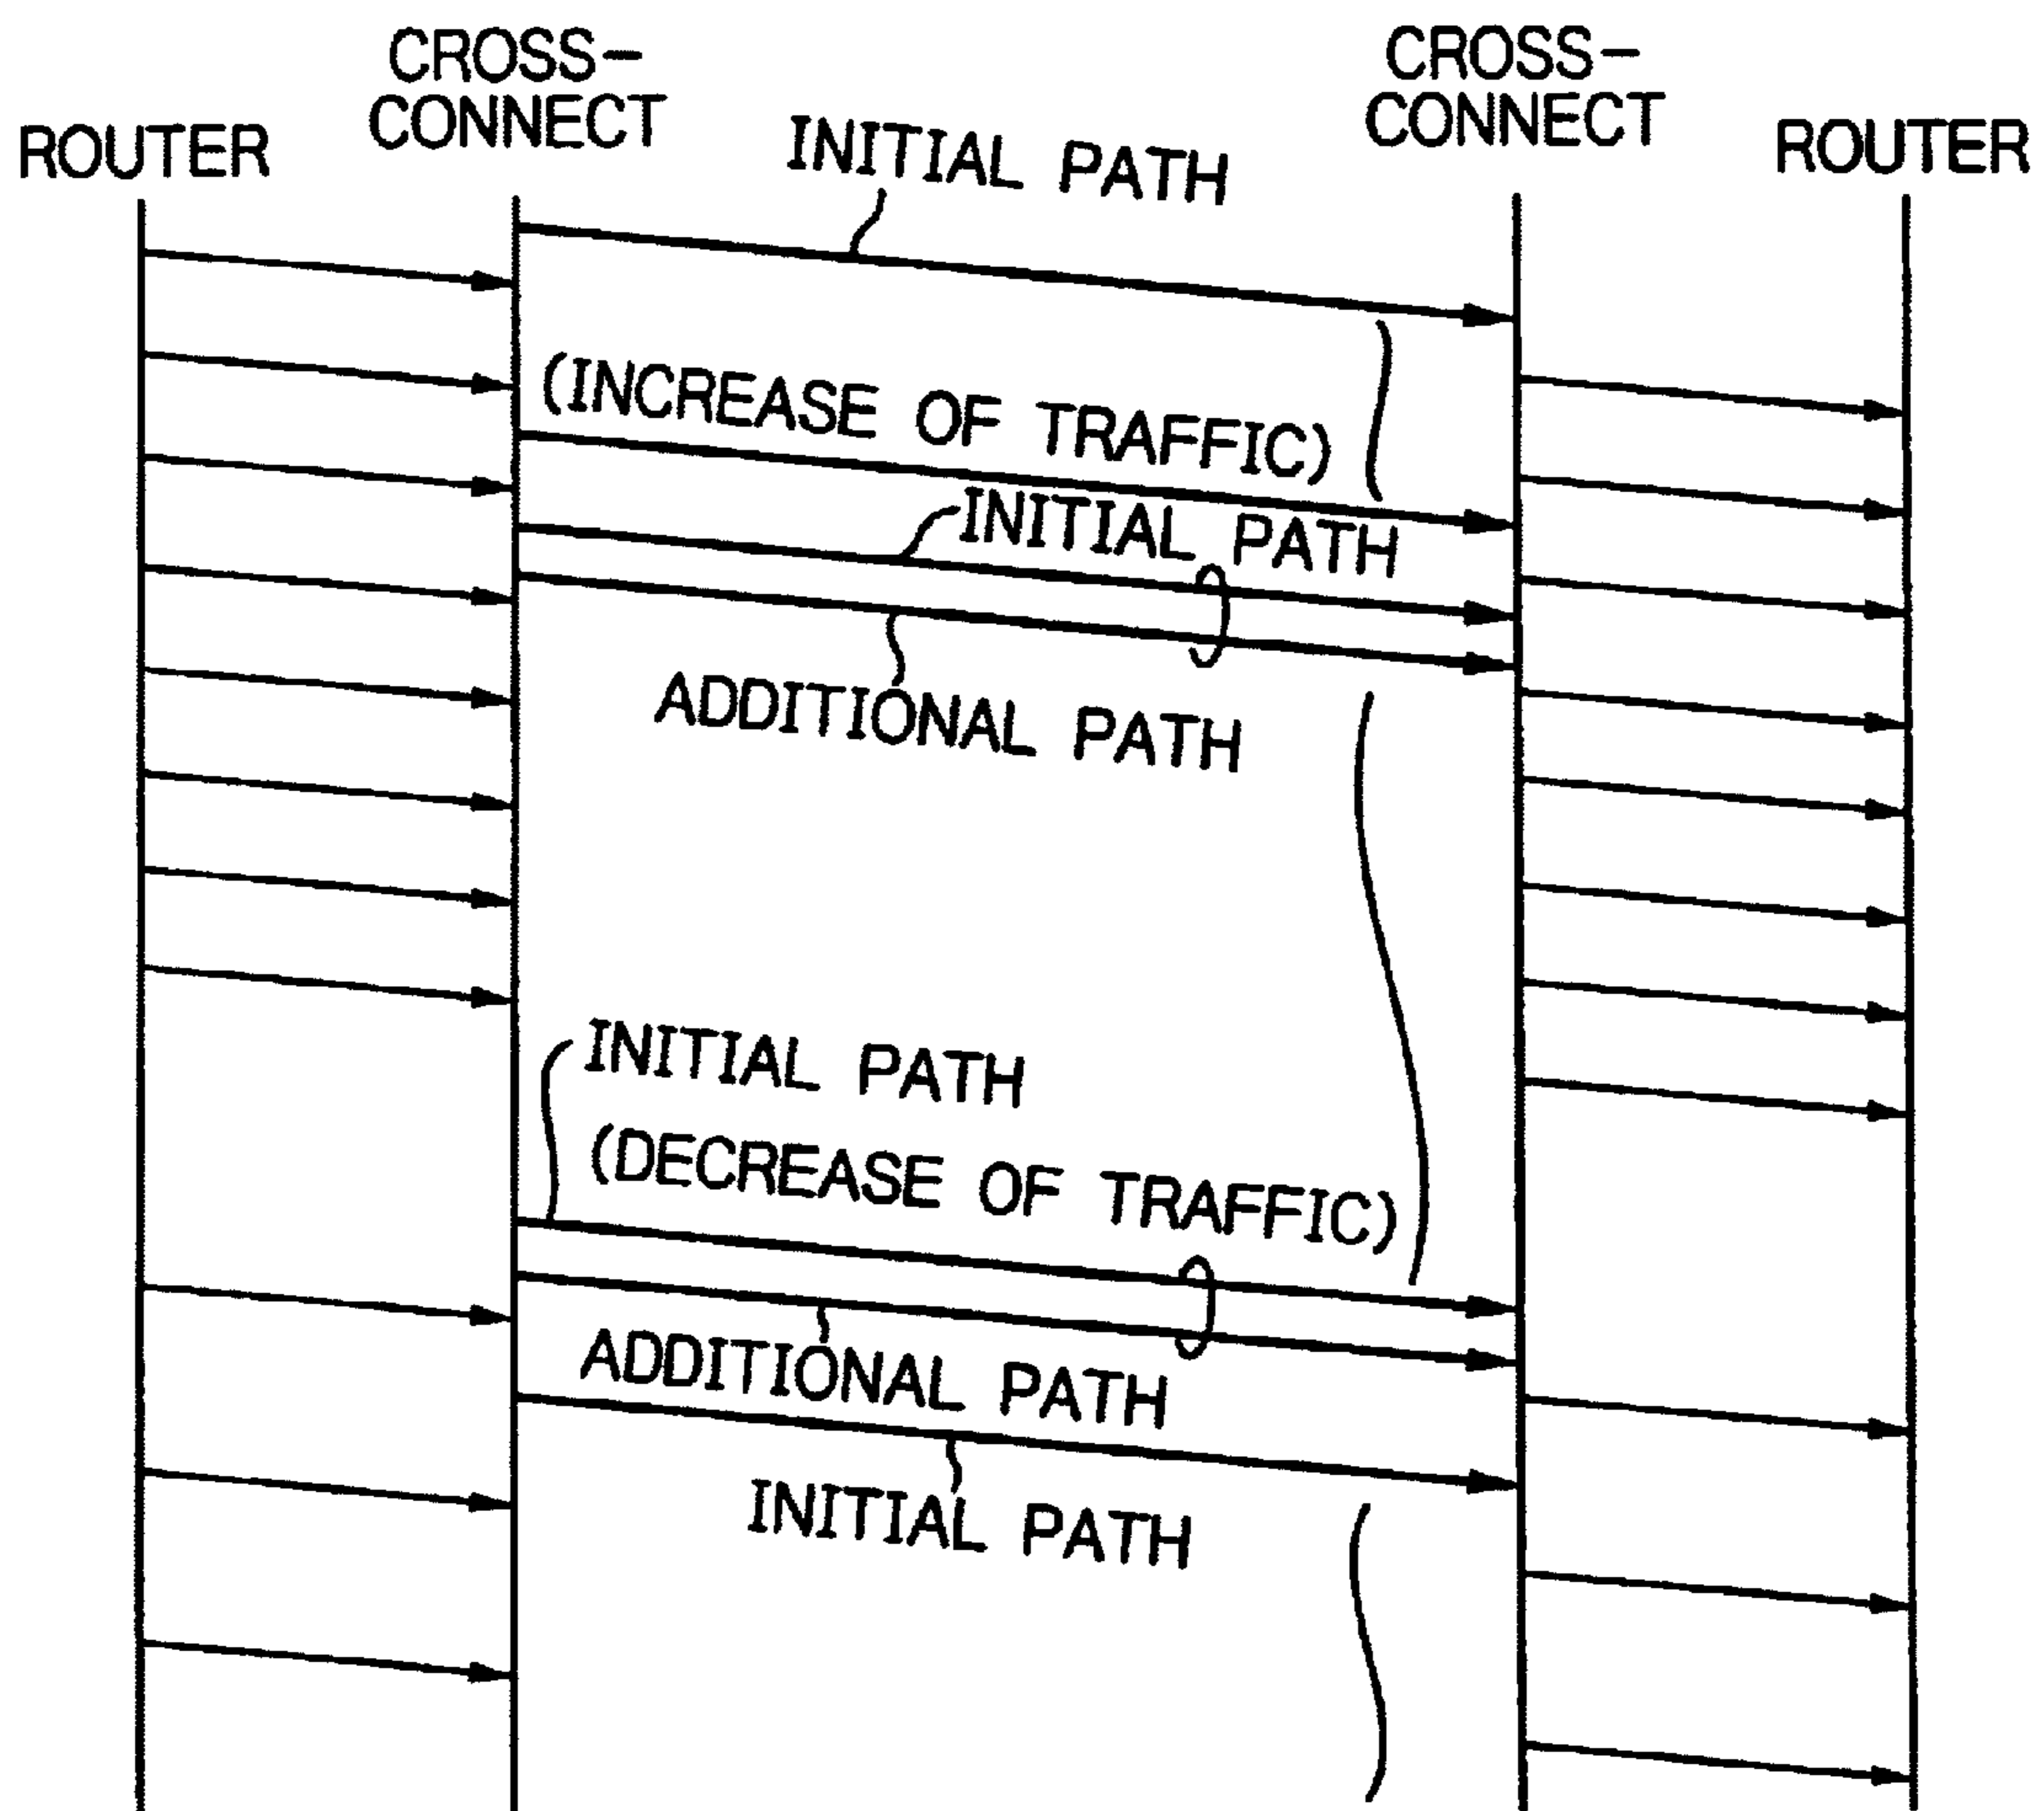 CROSS-
CONNECT
CROSS-
CONNECT
ROUTER
ROUTER
INITIAL PATH
(INCREASE OF TRAFFIC)
INITIAL PATH
ADDITIONAL PATH
INITIAL PATH
(DECREASE OF TRAFFIC)
ADDITIONAL PATH
INITIAL PATH